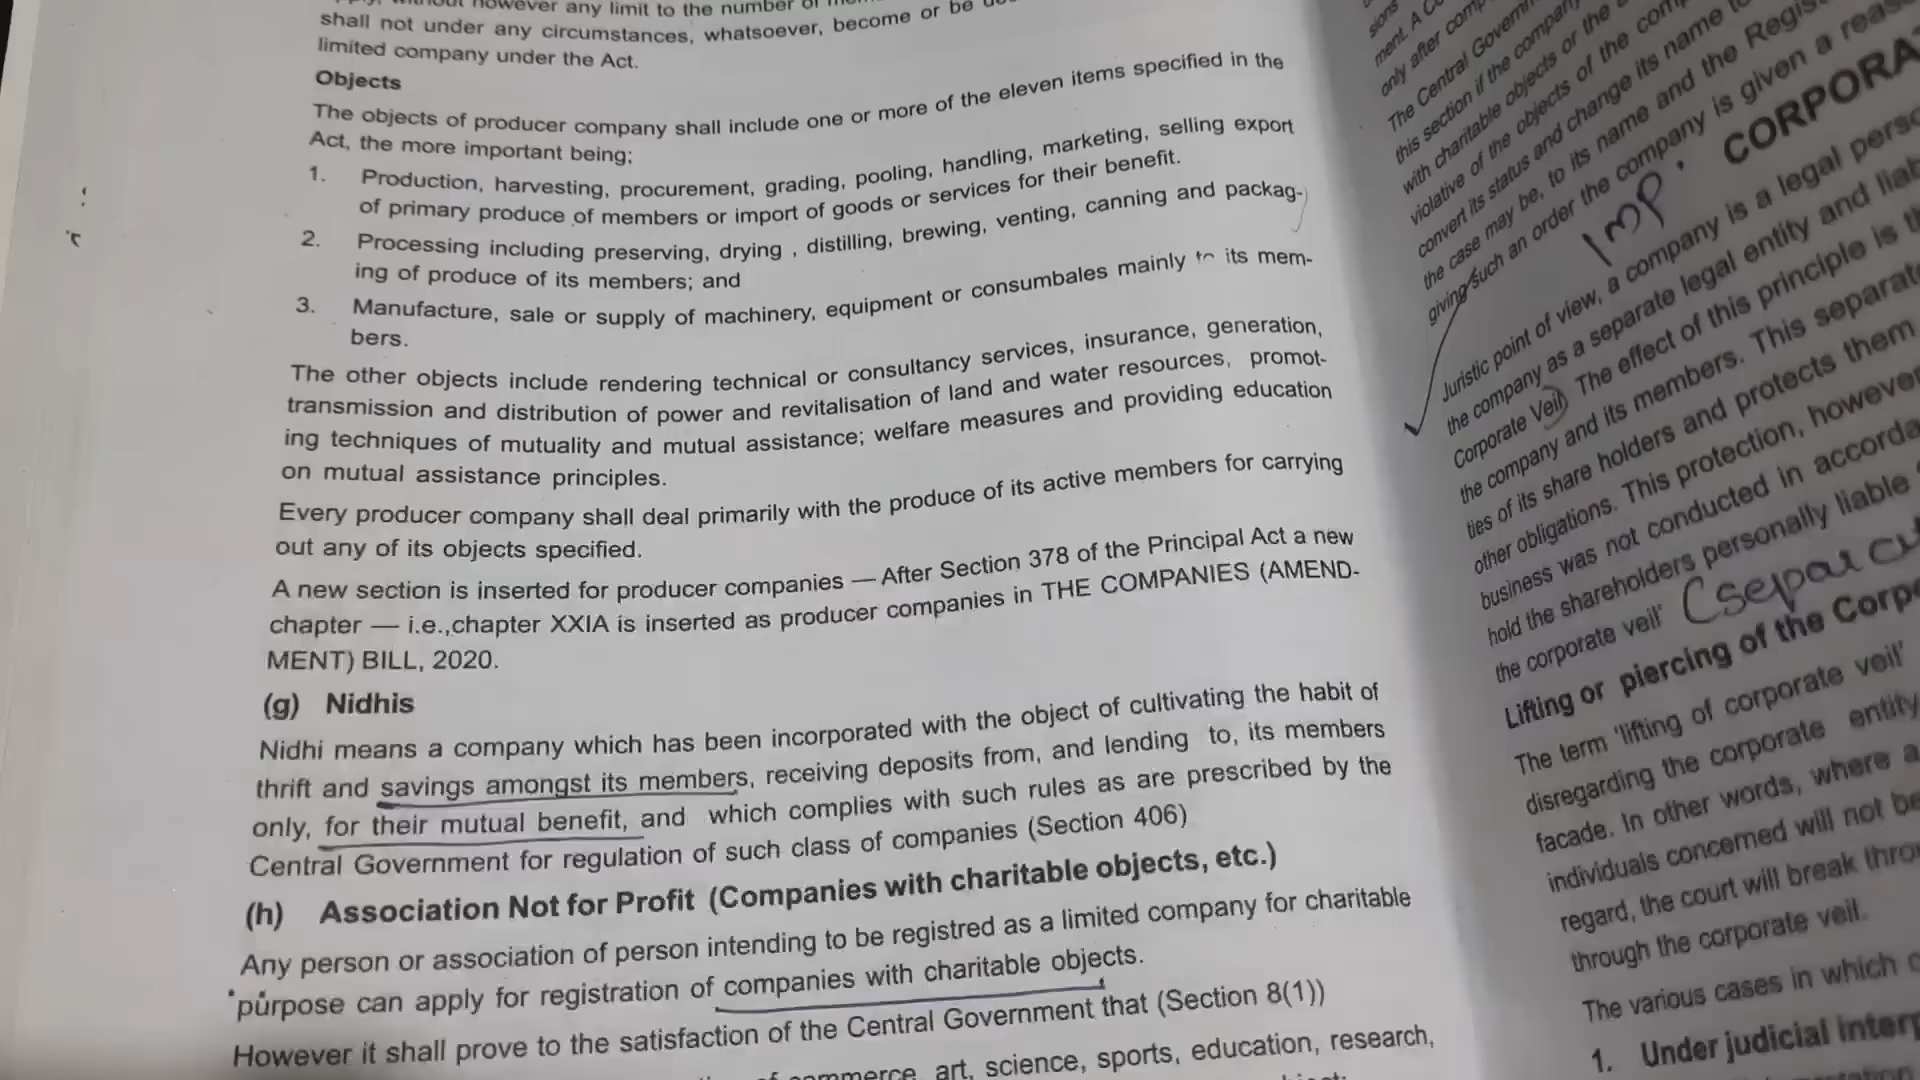 however any limit to the number of
shall not under any circumstances, whatsoever, become or be
limited company under the Act.
Objects
The objects of producer company shall include one or more of the eleven items specified in the
Act, the more important being;
1. Production, harvesting, procurement, grading, pooling, handling, marketing, selling export
of primary produce of members or import of goods or services for their benefit.
2. Processing including preserving, drying , distilling, brewing, venting, canning and packag-
ing of produce of its members; and
3. Manufacture, sale or supply of machinery, equipment or consumbales mainly to its mem-
bers.
The other objects include rendering technical or consultancy services, insurance, generation,
transmission and distribution of power and revitalisation of land and water resources, promot-
ing techniques of mutuality and mutual assistance; welfare measures and providing education
on mutual assistance principles.
Every producer company shall deal primarily with the produce of its active members for carrying
out any of its objects specified.
A new section is inserted for producer companies — After Section 378 of the Principal Act a new
chapter — i.e.,chapter XXIA is inserted as producer companies in THE COMPANIES (AMEND-
MENT) BILL, 2020.
(g) Nidhis
Nidhi means a company which has been incorporated with the object of cultivating the habit of
thrift and savings amongst its members, receiving deposits from, and lending to, its members
only, for their mutual benefit, and which complies with such rules as are prescribed by the
Central Government for regulation of such class of companies (Section 406)
(h) Association Not for Profit (Companies with charitable objects, etc.)
Any person or association of person intending to be registred as a limited company for charitable
purpose can apply for registration of companies with charitable objects.
However it shall prove to the satisfaction of the Central Government that (Section 8(1))
commerce, art, science, sports, education, research,
ment. A
only after
The Central
this section if the company
with charitable objects or the
violative of the objects of the
convert its status and change its name
the case may be, to its name and the
giving such an order the company is given a
Imp. CORPORA
Juristic point of view, a company is a legal
the company as a separate legal entity and
Corporate Veil) The effect of this principle is
the company and its members. This
ties of its share holders and protects them
other obligations. This protection, however
business was not conducted in
hold the shareholders personally liable
the corporate veil' (separ
Lifting or piercing of the
The term 'lifting of corporate veil'
disregarding the corporate entity
facade. In other words, where a
individuals concerned will not be
regard, the court will break
through the corporate veil.
The various cases in which
1. Under judicial